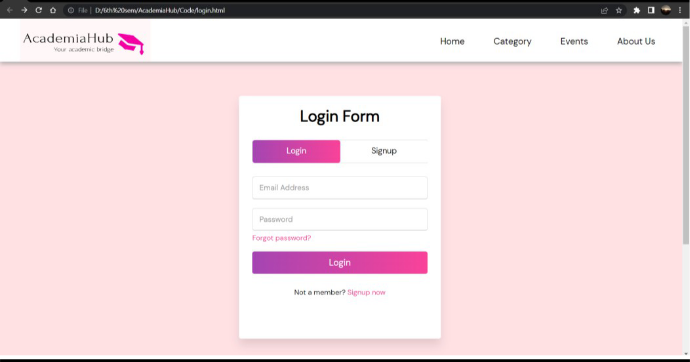 File | D:/6th%20sem/AcademiaHub/Code/login.html
AcademiaHub
Your academic bridge
Home Category Events About Us
Login Form
Login Signup
Email Address
Password
Forgot password?
Login
Not a member? Signup now